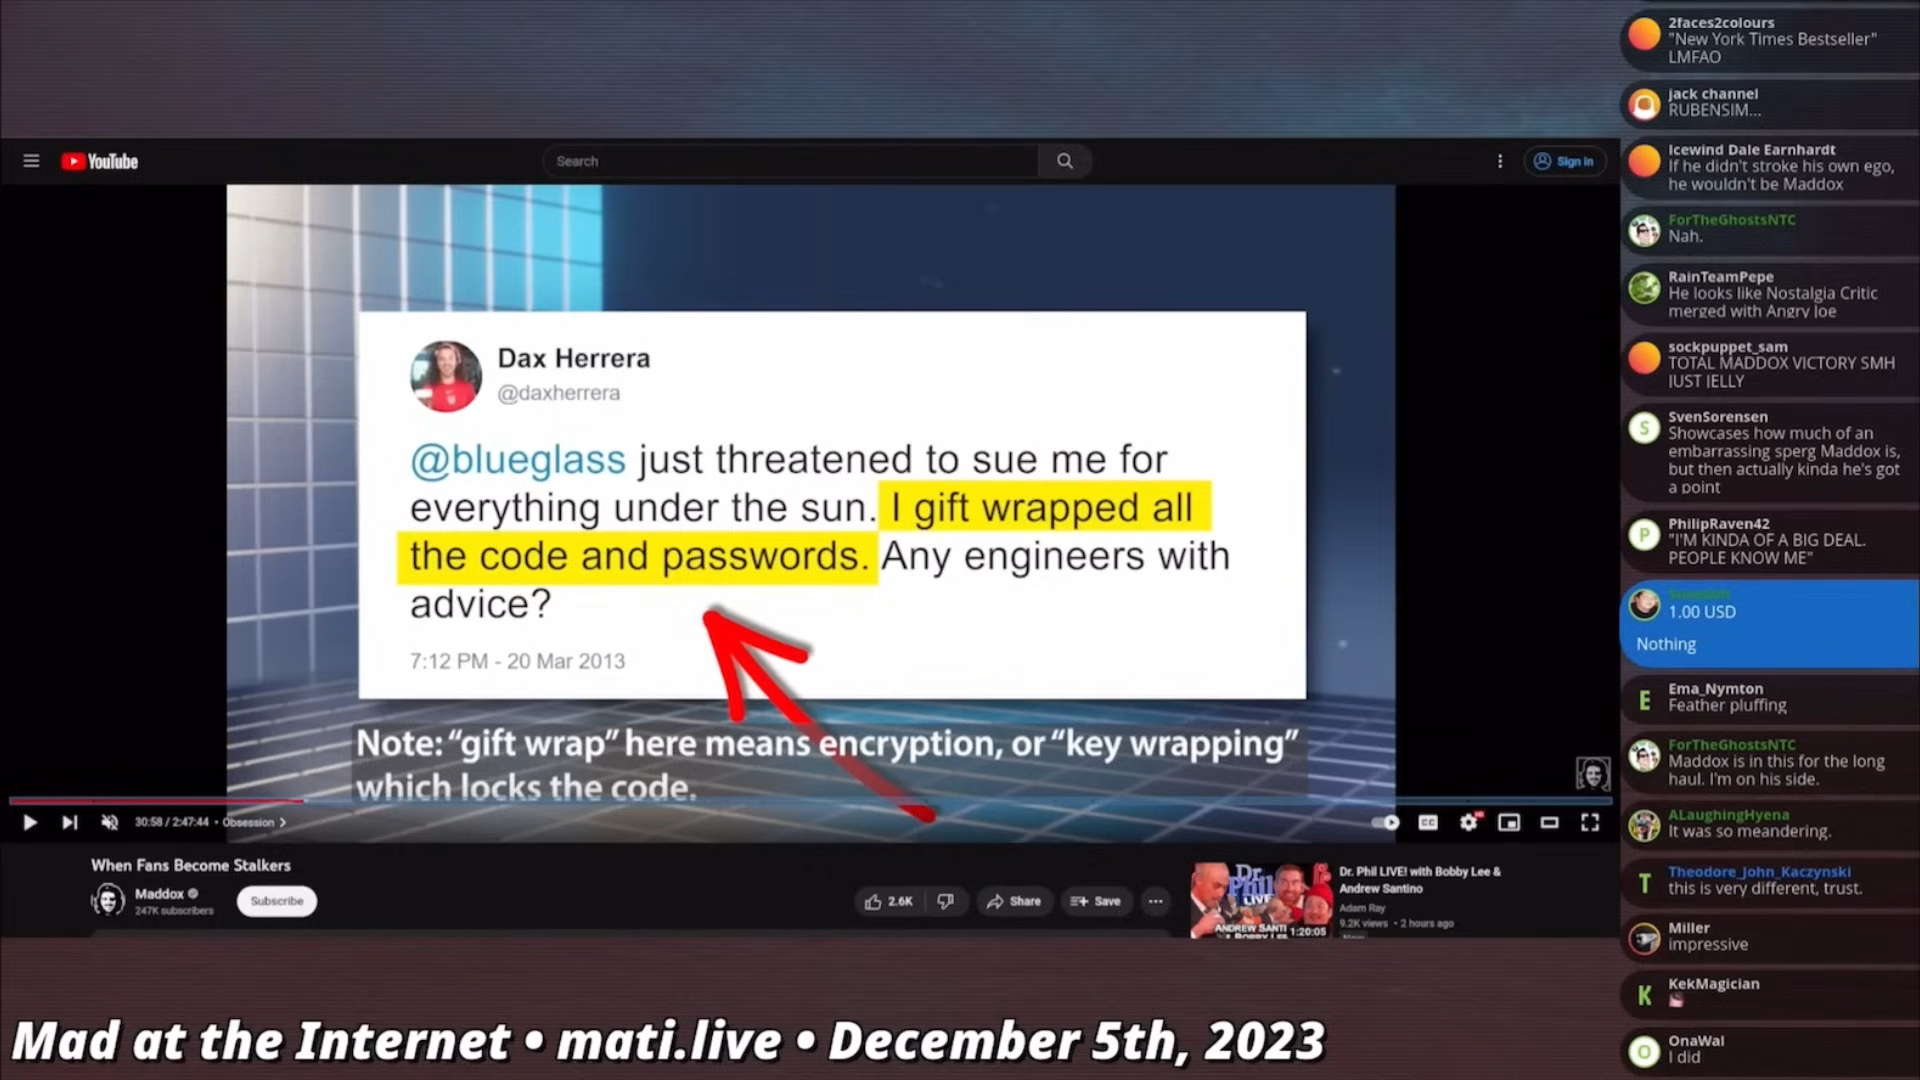 YouTube
Search
Sign in
Dax Herrera
@daxherrera
@blueglass just threatened to sue me for
everything under the sun. I gift wrapped all
the code and passwords. Any engineers with
advice?
7:12 PM - 20 Mar 2013
Note: “gift wrap” here means encryption, or “key wrapping”
which locks the code.
30:58 / 2:47:44 • Obsession
CC
When Fans Become Stalkers
Maddox
247K subscribers
Subscribe
2.6K
Share
Save
Dr. Phil LIVE
ANDREW SANTI
1:20:05
Dr. Phil LIVE! with Bobby Lee &
Andrew Santino
Adam Ray
9.2K views • 2 hours ago
New
Mad at the Internet • mati.live • December 5th, 2023
2faces2colours
"New York Times Bestseller"
LMFAO
jack channel
RUBENSIM...
Icewind Dale Earnhardt
If he didn't stroke his own ego,
he wouldn't be Maddox
ForTheGhostsNTC
Nah.
RainTeamPepe
He looks like Nostalgia Critic
merged with Angry Joe
sockpuppet_sam
TOTAL MADDOX VICTORY SMH
JUST JELLY
S
SvenSorensen
Showcases how much of an
embarrassing sperg Maddox is,
but then actually kinda he's got
a point
P
PhilipRaven42
"I'M KINDA OF A BIG DEAL.
PEOPLE KNOW ME"
1.00 USD
Nothing
E
Ema_Nymton
Feather pluffing
ForTheGhostsNTC
Maddox is in this for the long
haul. I'm on his side.
ALaughingHyena
It was so meandering.
T
Theodore_John_Kaczynski
this is very different, trust.
Miller
impressive
K
KekMagician
O
OnaWal
I did